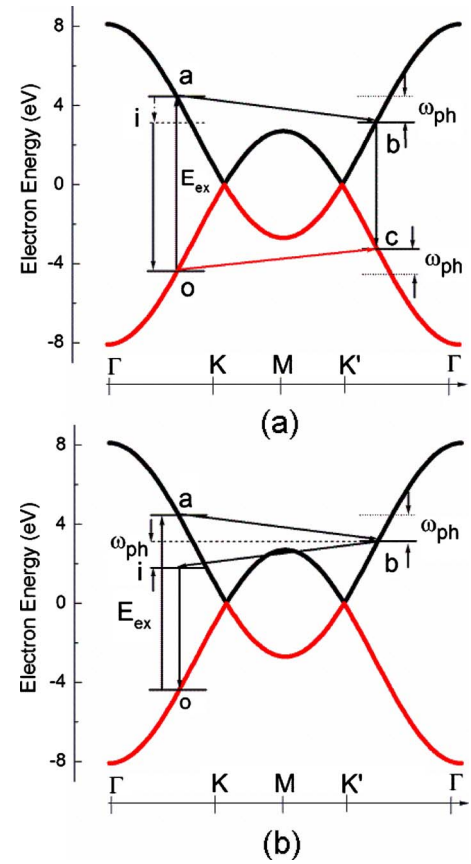 8
4
0
-4
-8
Electron Energy (eV)
a
i
E_ex
o
ω_ph
b
c
ω_ph
Γ K M K' Γ
(a)
8
4
0
-4
-8
Electron Energy (eV)
a
ω_ph
i
E_ex
o
ω_ph
b
Γ K M K' Γ
(b)